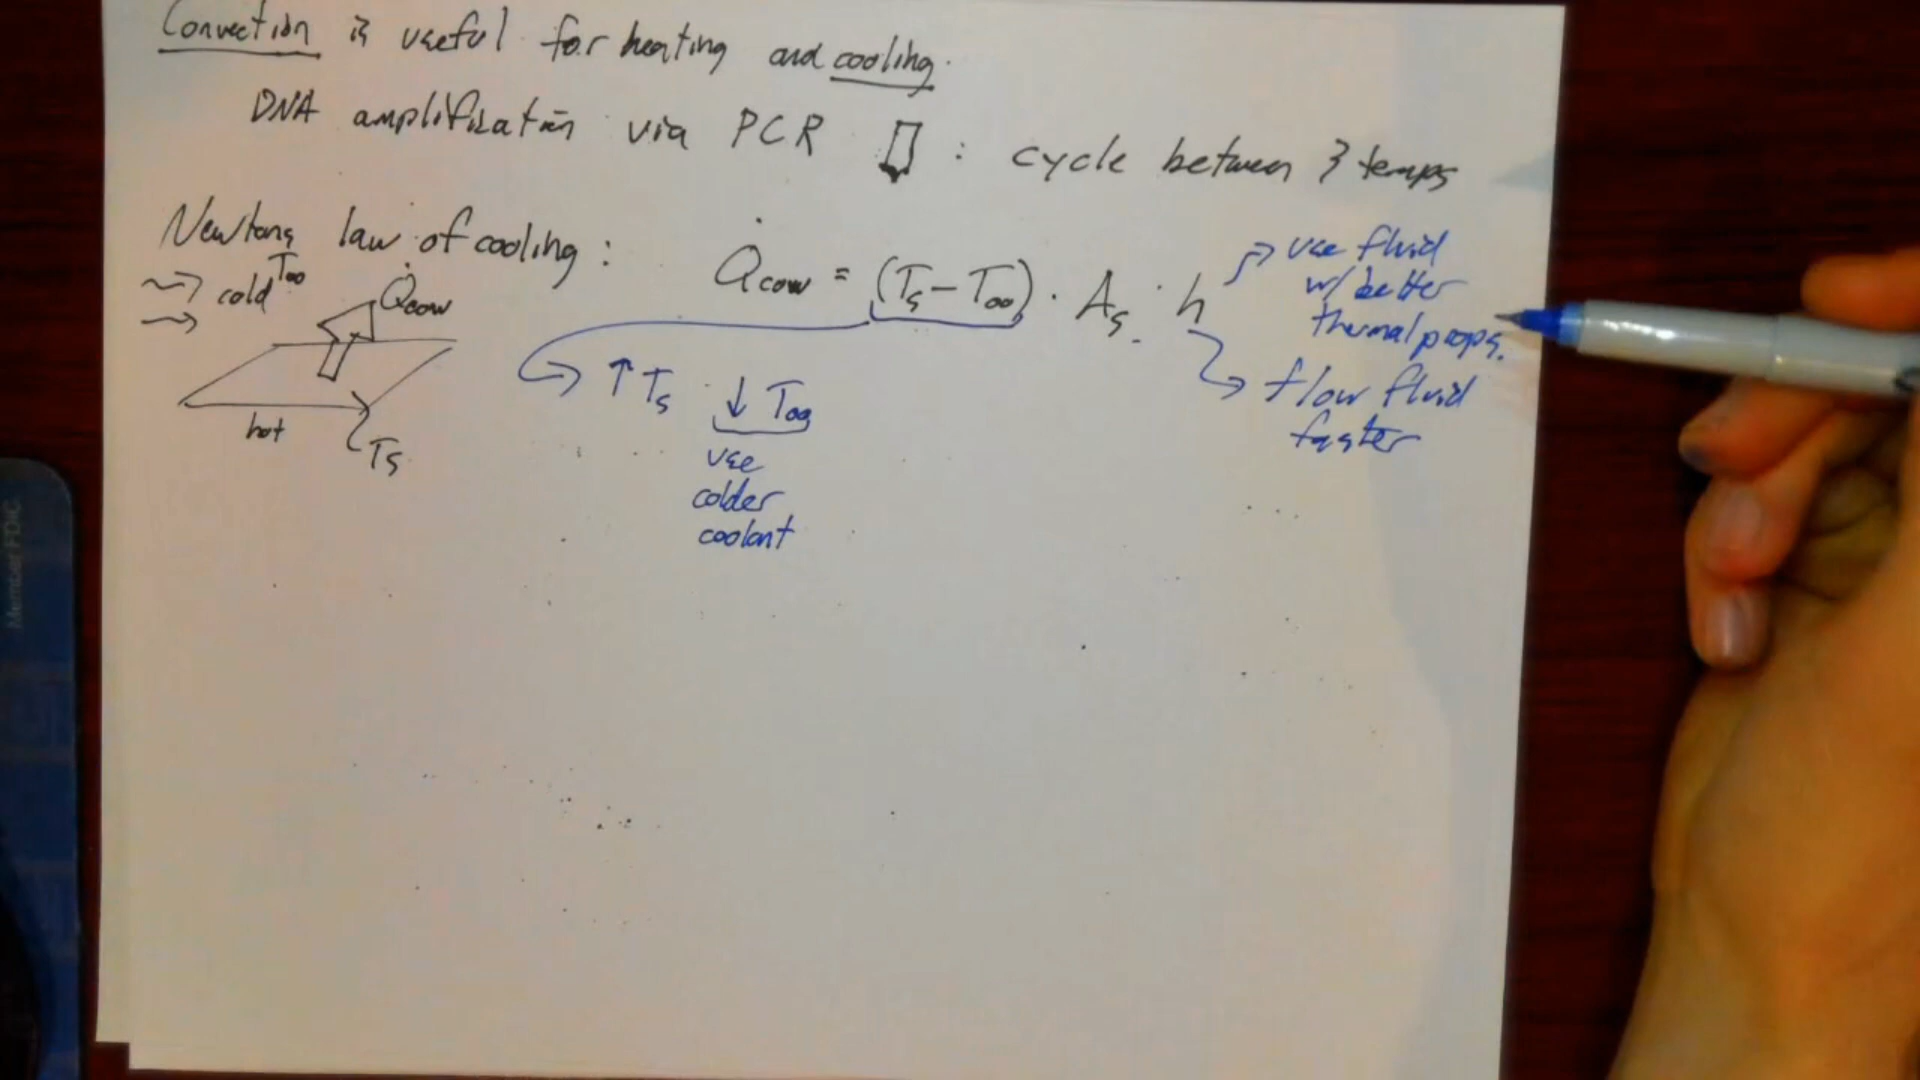 Convection is useful for heating and cooling.
DNA amplification via PCR : cycle between 3 temps
Newtons law of cooling : Q̇conv = (Ts - T∞) · As · h
cold T∞
Q̇conv
hot
Ts
↑ Ts ↓ T∞
use
colder
coolant
use fluid
w/ better
thermal props.
flow fluid
faster
Member FDIC